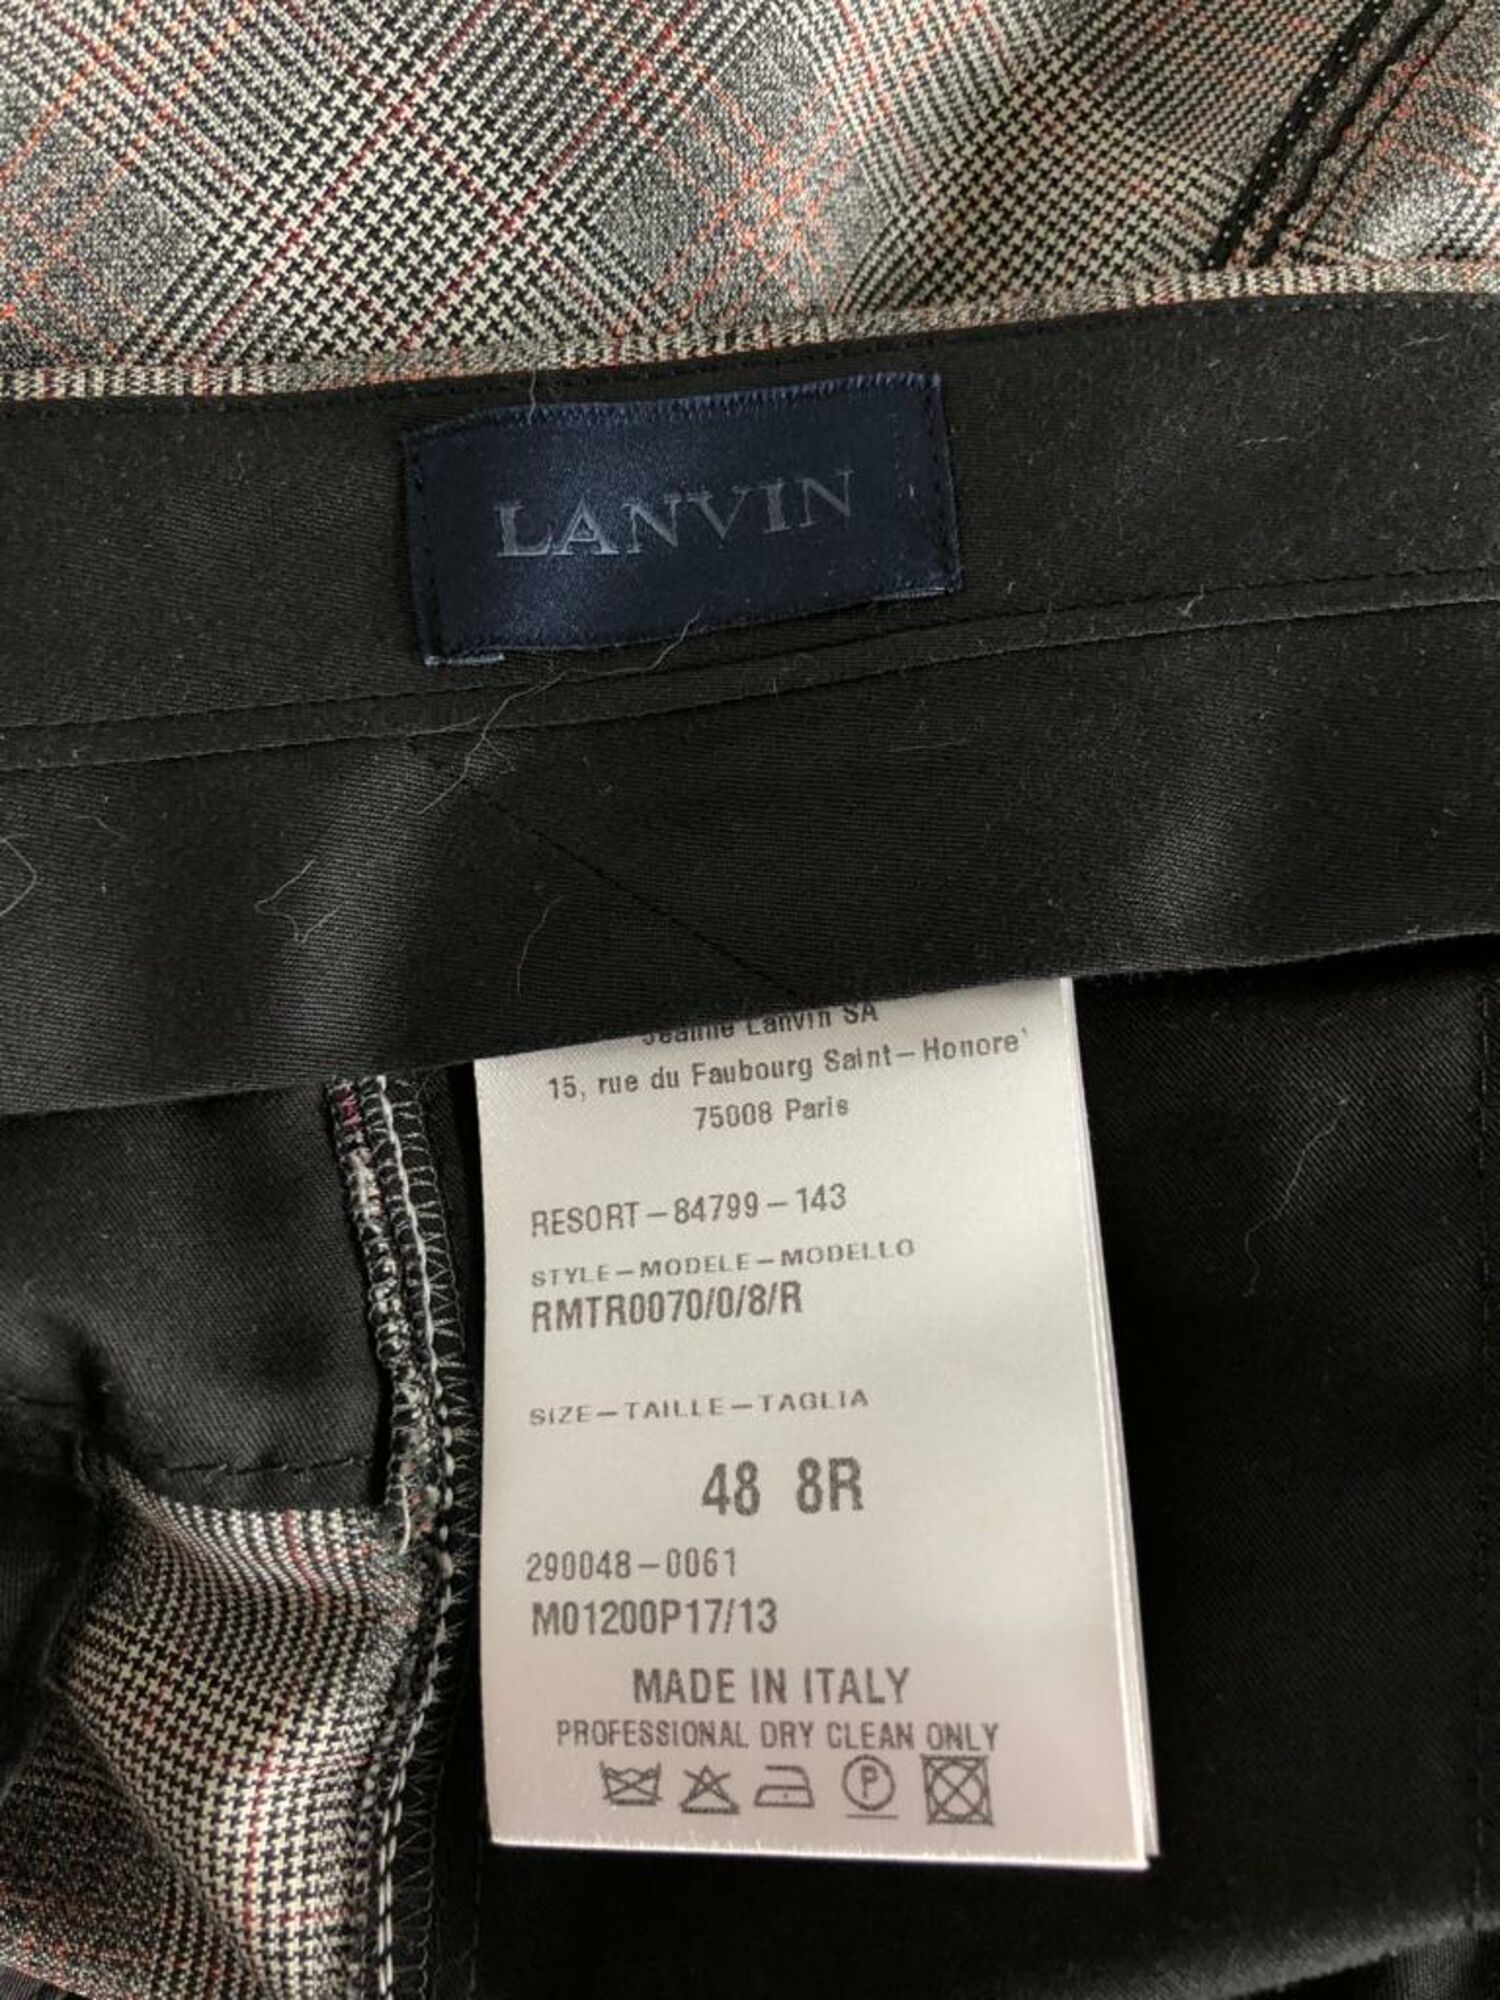 LANVIN
Jeanne Lanvin SA
15, rue du Faubourg Saint-Honore'
75008 Paris
RESORT-84799-143
STYLE-MODELE-MODELLO
RMTR0070/0/8/R
SIZE-TAILLE-TAGLIA
48 8R
290048-0061
M01200P17/13
MADE IN ITALY
PROFESSIONAL DRY CLEAN ONLY
P